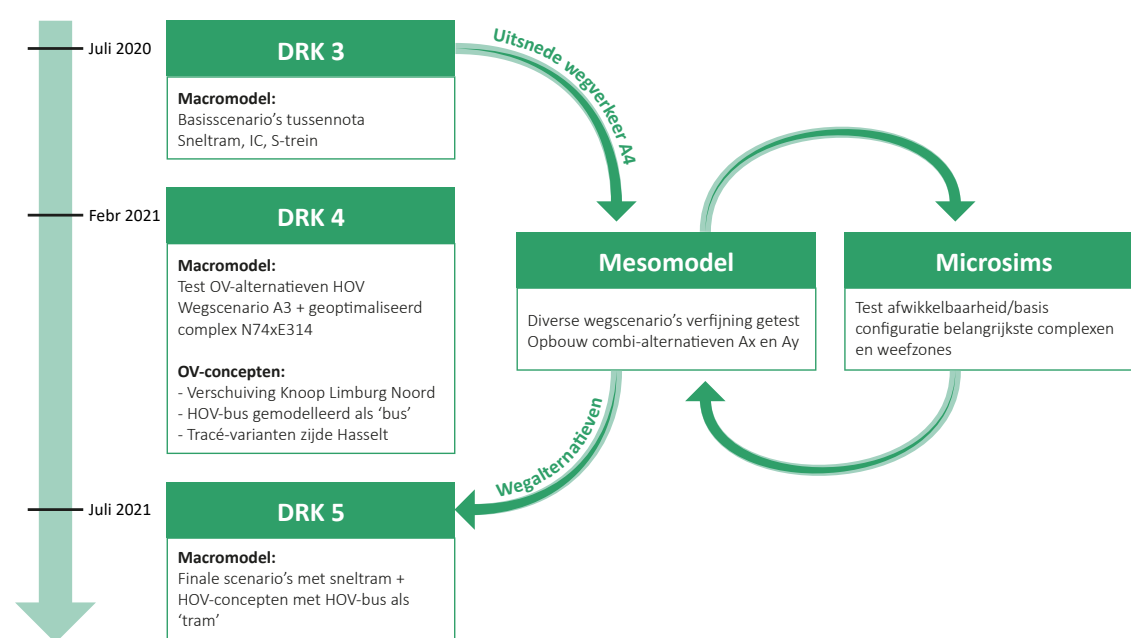 Juli 2020
DRK 3
Macromodel:
Basisscenario's tussennota
Sneltram, IC, S-trein
Uitsnede wegverkeer A4
Febr 2021
DRK 4
Macromodel:
Test OV-alternatieven HOV
Wegscenario A3 + geoptimaliseerd
complex N74xE314
OV-concepten:
- Verschuiving Knoop Limburg Noord
- HOV-bus gemodelleerd als ‘bus’
- Tracé-varianten zijde Hasselt
Mesomodel
Diverse wegscenario's verfijning getest
Opbouw combi-alternatieven Ax en Ay
Microsims
Test afwikkelbaarheid/basis
configuratie belangrijkste complexen
en weefzones
Wegalternatieven
Juli 2021
DRK 5
Macromodel:
Finale scenario's met sneltram +
HOV-concepten met HOV-bus als
‘tram’